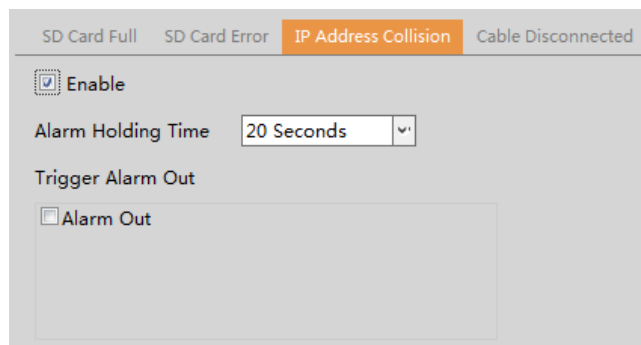 SD Card Full SD Card Error IP Address Collision Cable Disconnected
Enable
Alarm Holding Time 20 Seconds
Trigger Alarm Out
Alarm Out